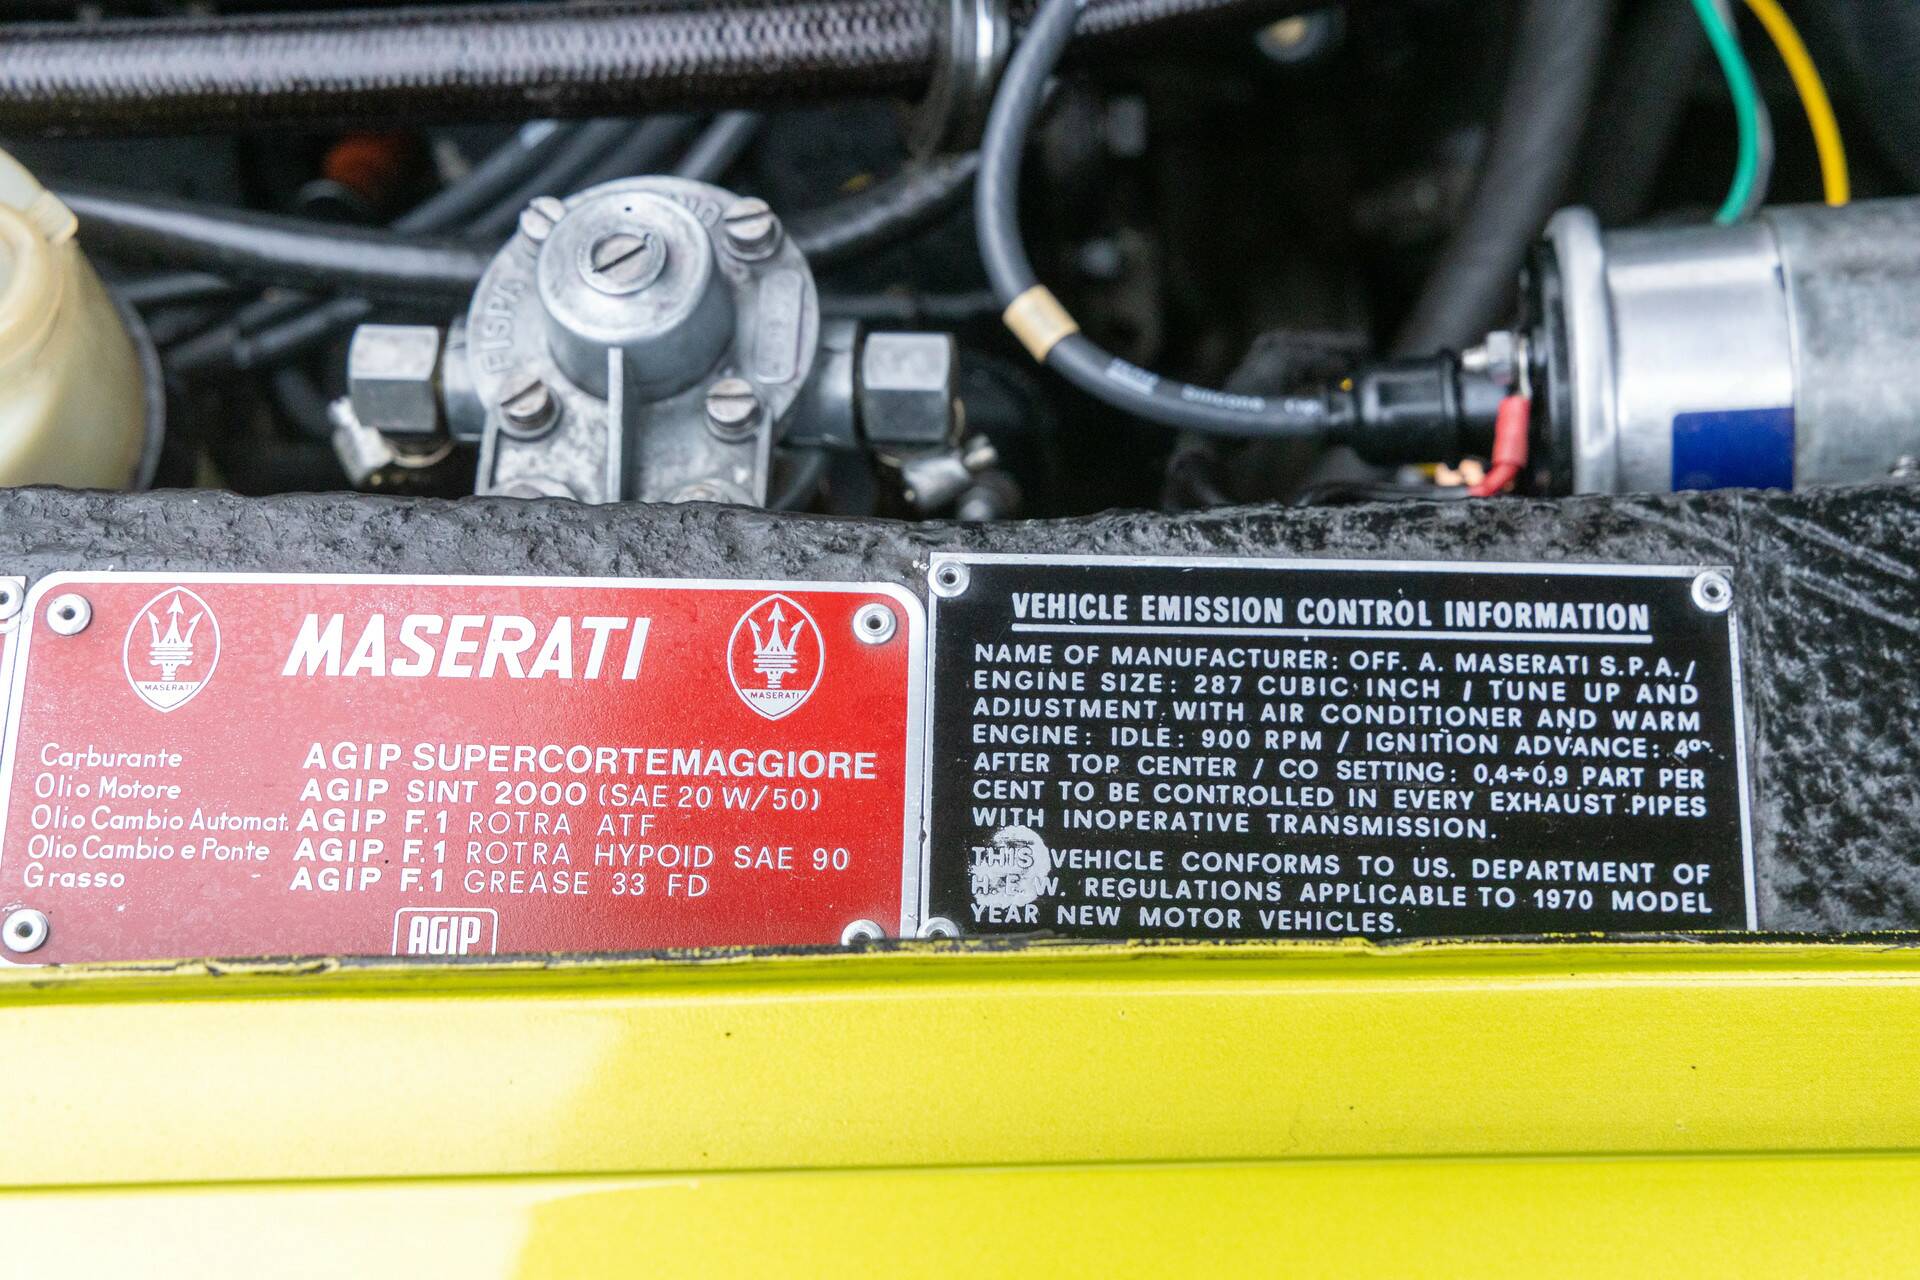 FISPA
MASERATI
MASERATI
MASERATI
Carburante AGIP SUPERCORTEMAGGIORE
Olio Motore AGIP SINT 2000 (SAE 20 W/50)
Olio Cambio Automat. AGIP F.1 ROTRA ATF
Olio Cambio e Ponte AGIP F.1 ROTRA HYPOID SAE 90
Grasso AGIP F.1 GREASE 33 FD
AGIP
VEHICLE EMISSION CONTROL INFORMATION
NAME OF MANUFACTURER: OFF. A. MASERATI S.P.A./
ENGINE SIZE: 287 CUBIC INCH / TUNE UP AND
ADJUSTMENT WITH AIR CONDITIONER AND WARM
ENGINE: IDLE: 900 RPM / IGNITION ADVANCE: 4º
AFTER TOP CENTER / CO SETTING: 0,4÷0,9 PART PER
CENT TO BE CONTROLLED IN EVERY EXHAUST PIPES
WITH INOPERATIVE TRANSMISSION.
THIS VEHICLE CONFORMS TO US. DEPARTMENT OF
H.E.W. REGULATIONS APPLICABLE TO 1970 MODEL
YEAR NEW MOTOR VEHICLES.